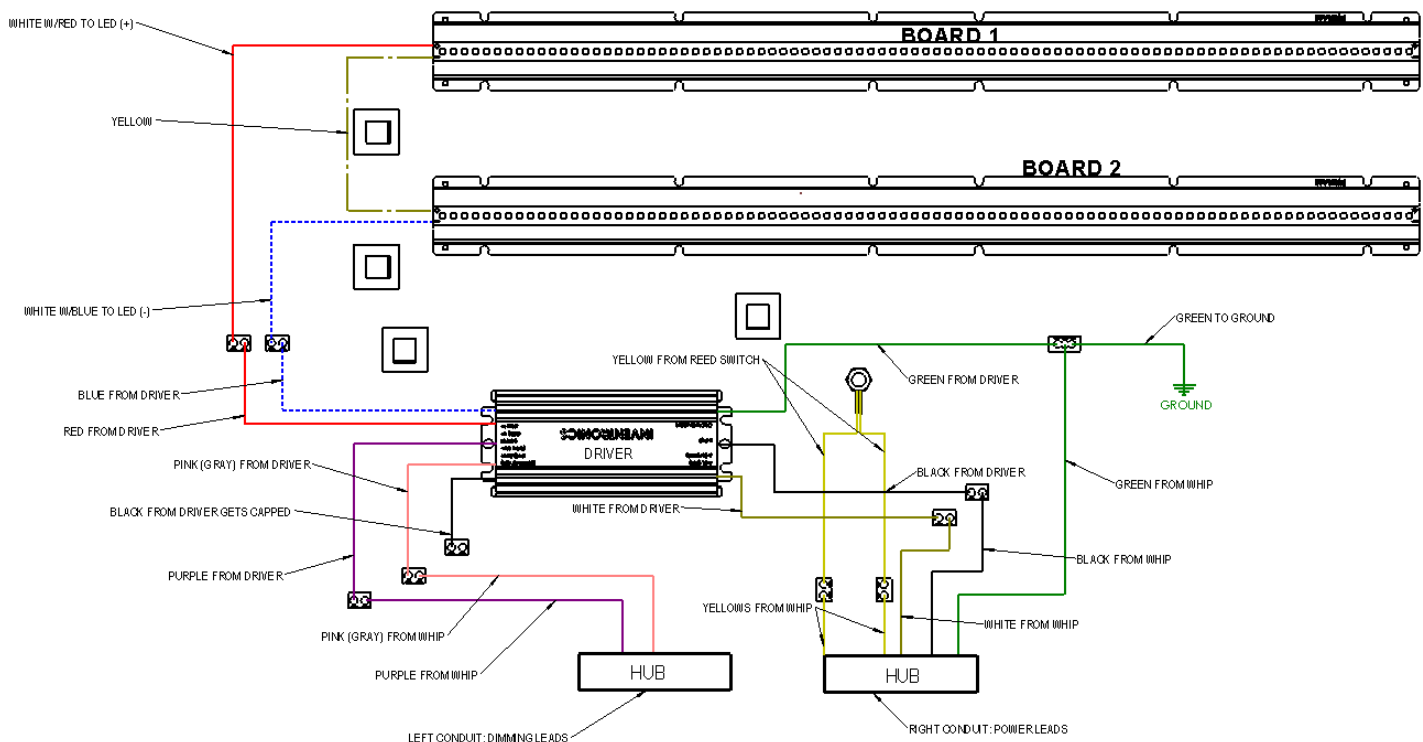 WHITE W/RED TO LED (+)
BOARD 1
YELLOW
BOARD 2
WHITE W/BLUE TO LED (-)
GREEN TO GROUND
YELLOW FROM REED SWITCH
GREEN FROM DRIVER
BLUE FROM DRIVER
GROUND
RED FROM DRIVER
INVENTRONICS
DRIVER
PINK (GRAY) FROM DRIVER
BLACK FROM DRIVER
GREEN FROM WHIP
BLACK FROM DRIVER GETS CAPPED
WHITE FROM DRIVER
BLACK FROM WHIP
PURPLE FROM DRIVER
YELLOWS FROM WHIP
WHITE FROM WHIP
PINK (GRAY) FROM WHIP
PURPLE FROM WHIP
HUB
HUB
RIGHT CONDUIT: POWER LEADS
LEFT CONDUIT: DIMMING LEADS